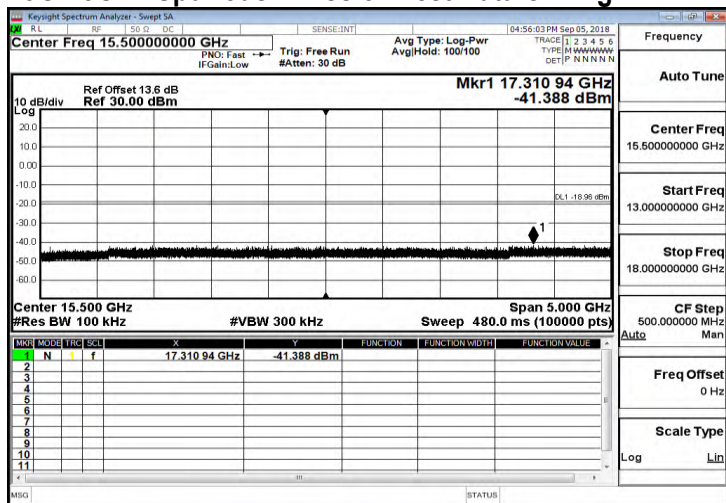 Keysight Spectrum Analyzer - Swept SA
LXI RL RF 50 Ω DC SENSE:INT 04:56:03 PM Sep 05, 2018
Center Freq 15.500000000 GHz
PNO: Fast
IFGain:Low
Trig: Free Run
#Atten: 30 dB
Avg Type: Log-Pwr
Avg|Hold: 100/100
TRACE 1 2 3 4 5 6
TYPE M WWWWW
DET P N N N N N
Mkr1 17.310 94 GHz
-41.388 dBm
Ref Offset 13.6 dB
10 dB/div Ref 30.00 dBm
Log
20.0
10.0
0.00
-10.0
-20.0
-30.0
-40.0
-50.0
-60.0
DL1 -18.96 dBm
1
Center 15.500 GHz Span 5.000 GHz
#Res BW 100 kHz #VBW 300 kHz Sweep 480.0 ms (100000 pts)
MKR MODE TRC SCL X Y FUNCTION FUNCTION WIDTH FUNCTION VALUE
1 N 1 f 17.310 94 GHz -41.388 dBm
2
3
4
5
6
7
8
9
10
11
MSG STATUS
Frequency
Auto Tune
Center Freq
15.500000000 GHz
Start Freq
13.000000000 GHz
Stop Freq
18.000000000 GHz
CF Step
500.000000 MHz
Auto Man
Freq Offset
0 Hz
Scale Type
Log Lin